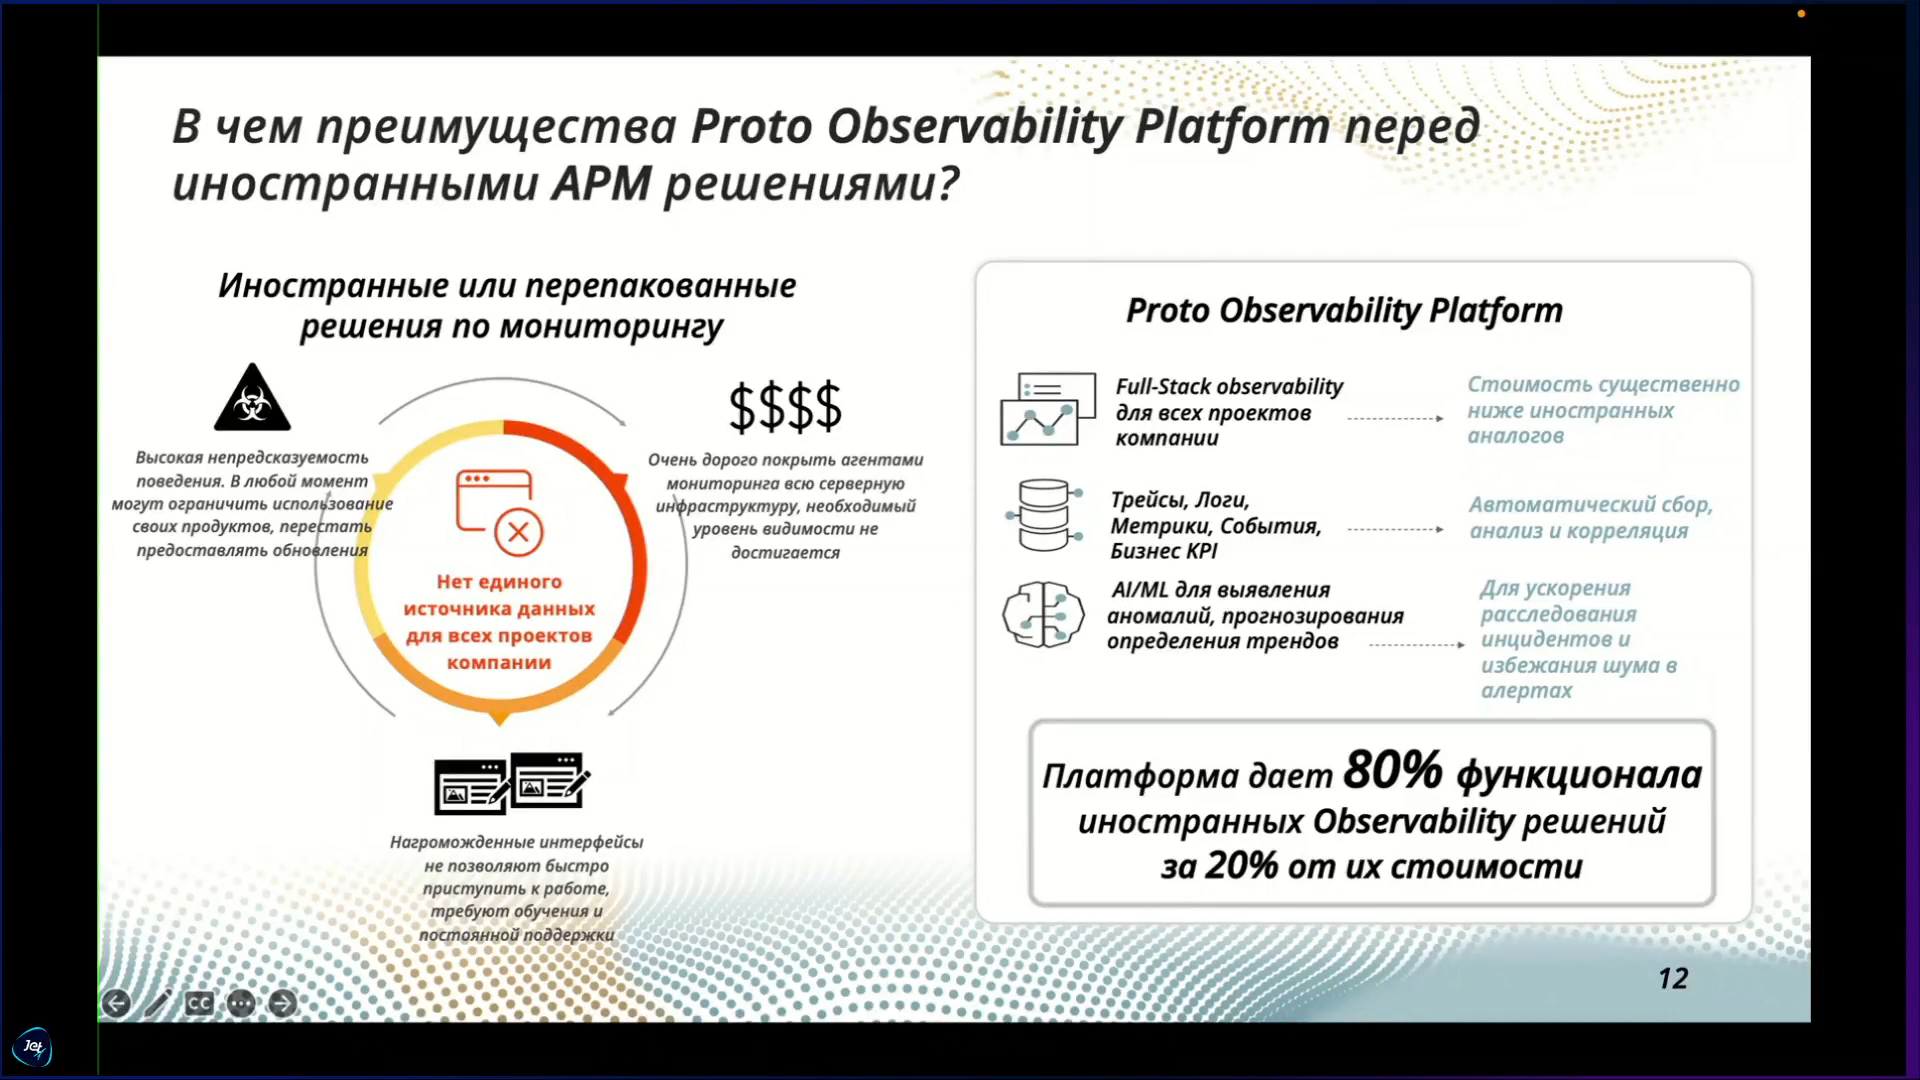 В чем преимущества Proto Observability Platform перед
иностранными APM решениями?
Иностранные или перепакованные
решения по мониторингу
Высокая непредсказуемость
поведения. В любой момент
могут ограничить использование
своих продуктов, перестать
предоставлять обновления
$$$$
Очень дорого покрыть агентами
мониторинга всю серверную
инфраструктуру, необходимый
уровень видимости не
достигается
Нет единого
источника данных
для всех проектов
компании
Нагроможденные интерфейсы
не позволяют быстро
приступить к работе,
требуют обучения и
постоянной поддержки
Proto Observability Platform
Full-Stack observability
для всех проектов
компании
Стоимость существенно
ниже иностранных
аналогов
Трейсы, Логи,
Метрики, События,
Бизнес KPI
Автоматический сбор,
анализ и корреляция
AI/ML для выявления
аномалий, прогнозирования
определения трендов
Для ускорения
расследования
инцидентов и
избежания шума в
алертах
Платформа дает 80% функционала
иностранных Observability решений
за 20% от их стоимости
12
CC
Jet